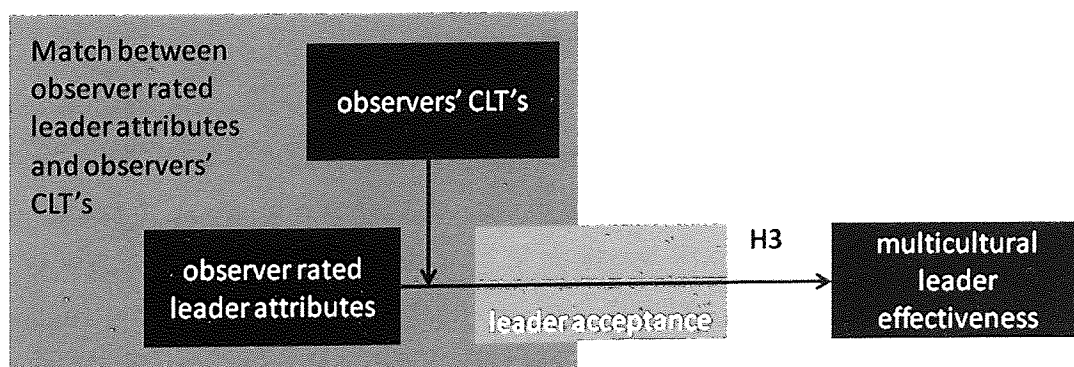 Match between
observer rated
leader attributes
and observers'
CLT's
observers' CLT's
observer rated
leader attributes
leader acceptance
H3
multicultural
leader
effectiveness